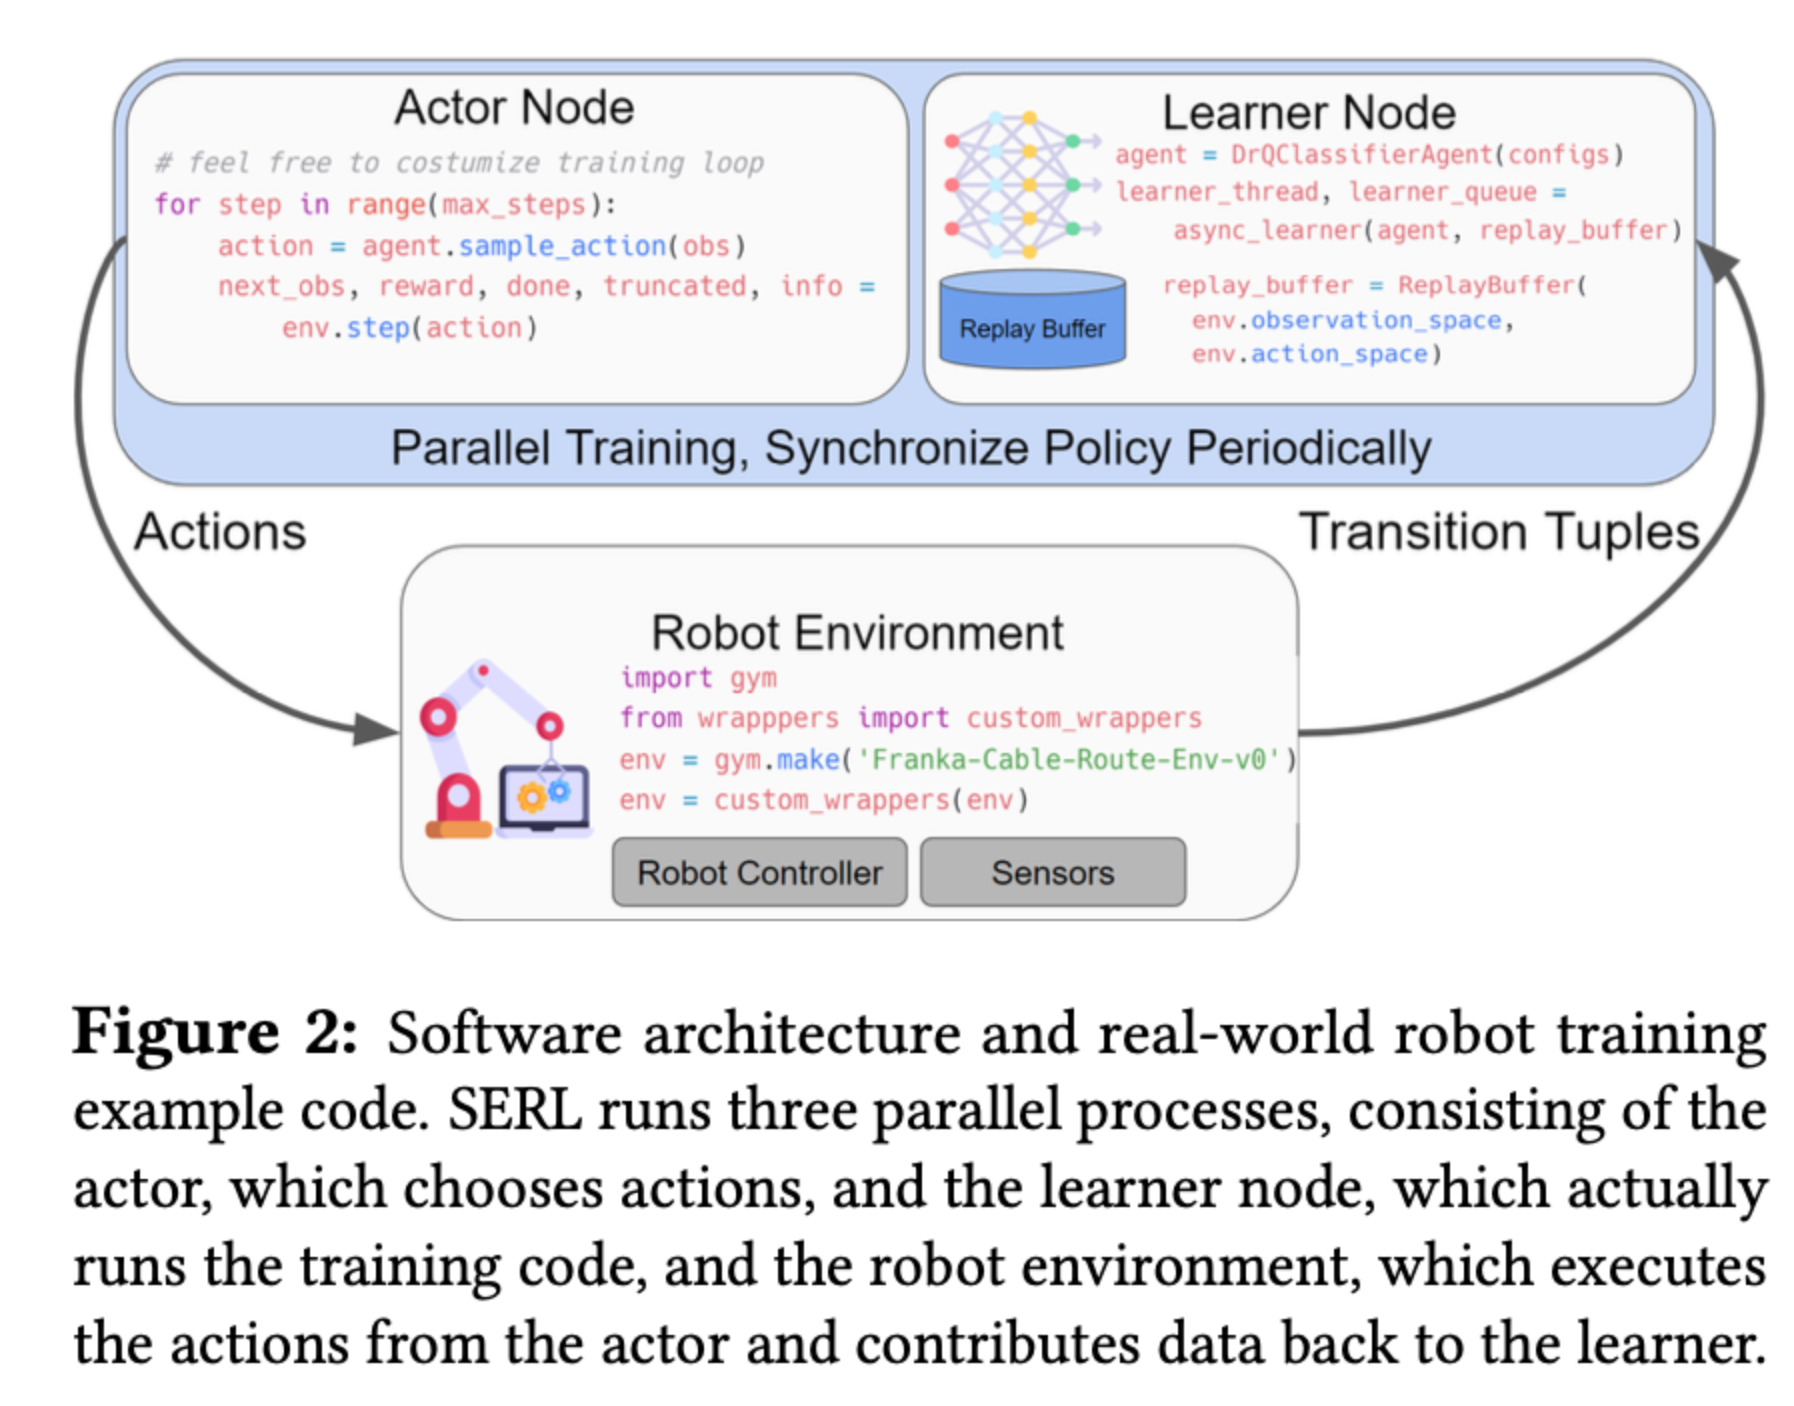 Actor Node
# feel free to costumize training loop
for step in range(max_steps):
    action = agent.sample_action(obs)
    next_obs, reward, done, truncated, info =
        env.step(action)
Learner Node
agent = DrQClassifierAgent(configs)
learner_thread, learner_queue =
    async_learner(agent, replay_buffer)
Replay Buffer
replay_buffer = ReplayBuffer(
  env.observation_space,
  env.action_space)
Parallel Training, Synchronize Policy Periodically
Actions
Transition Tuples
Robot Environment
import gym
from wrapppers import custom_wrappers
env = gym.make('Franka-Cable-Route-Env-v0')
env = custom_wrappers(env)
Robot Controller
Sensors
Figure 2: Software architecture and real-world robot training
example code. SERL runs three parallel processes, consisting of the
actor, which chooses actions, and the learner node, which actually
runs the training code, and the robot environment, which executes
the actions from the actor and contributes data back to the learner.